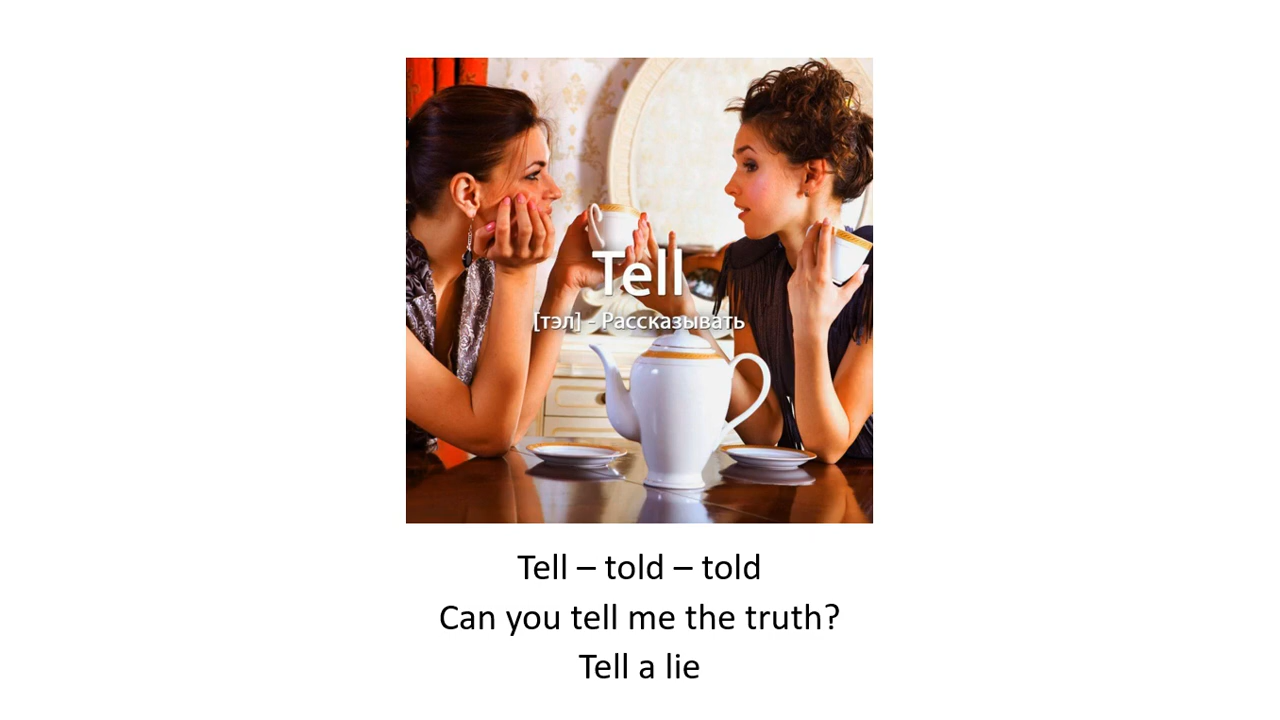 Tell
[тэл] - Рассказывать
Tell – told – told
Can you tell me the truth?
Tell a lie